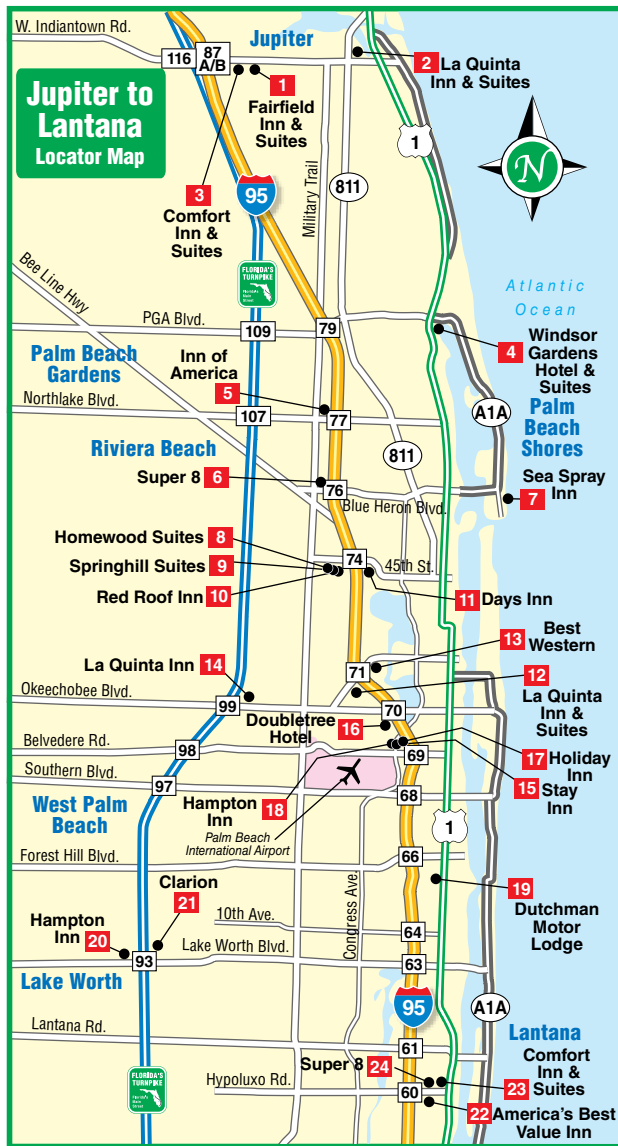 W. Indiantown Rd.
Jupiter
116
87
A/B
2 La Quinta
Inn & Suites
1
Fairfield
Inn &
Suites
Jupiter to
Lantana
Locator Map
1
N
3
Comfort
Inn &
Suites
95
Military Trail
811
Bee Line Hwy
FLORIDA'S
TURNPIKE
Atlantic
Ocean
PGA Blvd.
109
79
4
Windsor
Gardens
Hotel &
Suites
Palm Beach
Gardens
Inn of
America
5
Northlake Blvd.
107
77
A1A
Palm
Beach
Shores
Riviera Beach
811
Super 8 6
76
Blue Heron Blvd.
Sea Spray
Inn
7
Homewood Suites 8
Springhill Suites 9
Red Roof Inn 10
74
45th St.
11 Days Inn
13 Best
Western
La Quinta Inn 14
71
12
La Quinta
Inn &
Suites
Okeechobee Blvd.
99
70
Doubletree
Hotel
16
Belvedere Rd.
98
69
17 Holiday
Inn
15 Stay
Inn
Southern Blvd.
97
68
West Palm
Beach
Hampton
Inn
18
Palm Beach
International Airport
1
Forest Hill Blvd.
66
Congress Ave.
Clarion
21
19
Dutchman
Motor
Lodge
10th Ave.
64
Hampton
Inn 20
93
Lake Worth Blvd.
63
Lake Worth
95
A1A
Lantana Rd.
61
Lantana
FLORIDA'S
TURNPIKE
Super 8 24
Comfort
Inn &
23 Suites
Hypoluxo Rd.
60
22 America's Best
Value Inn